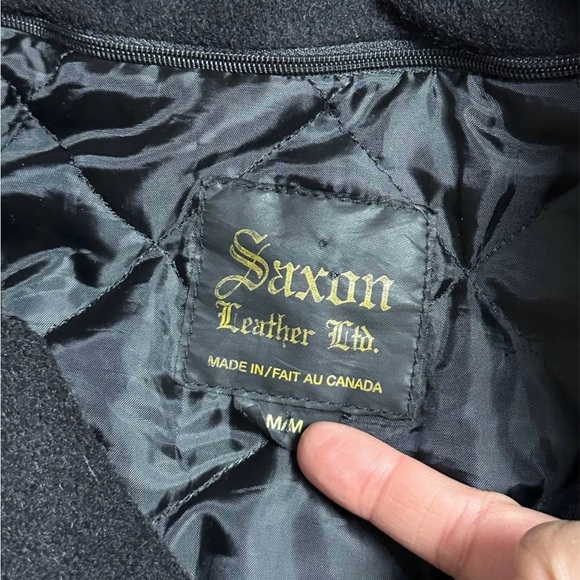 Saxon
Leather Ltd.
MADE IN/FAIT AU CANADA
M/M